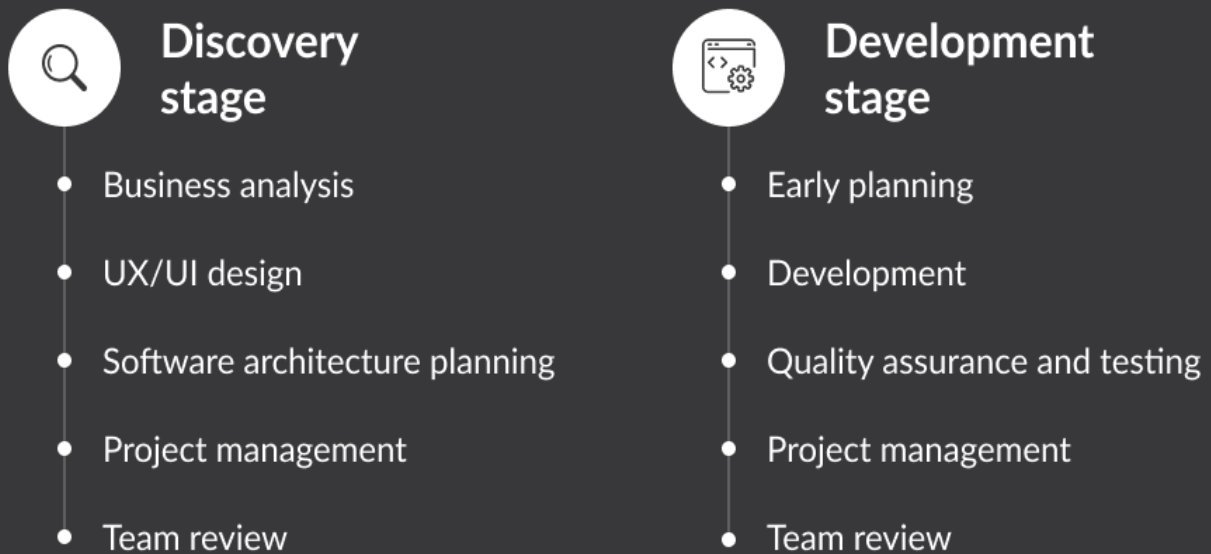 Discovery
stage
Business analysis
UX/UI design
Software architecture planning
Project management
Team review
Development
stage
Early planning
Development
Quality assurance and testing
Project management
Team review